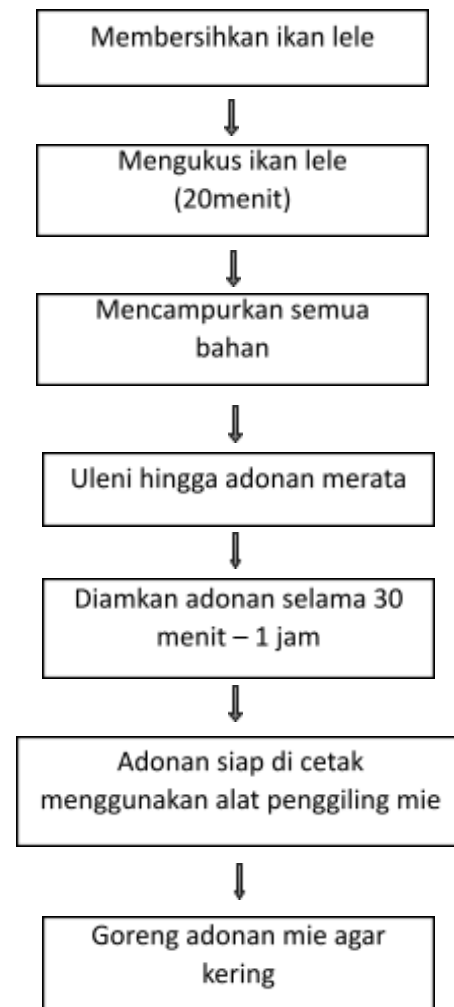 Membersihkan ikan lele
Mengukus ikan lele
(20menit)
Mencampurkan semua
bahan
Uleni hingga adonan merata
Diamkan adonan selama 30
menit – 1 jam
Adonan siap di cetak
menggunakan alat penggiling mie
Goreng adonan mie agar
kering